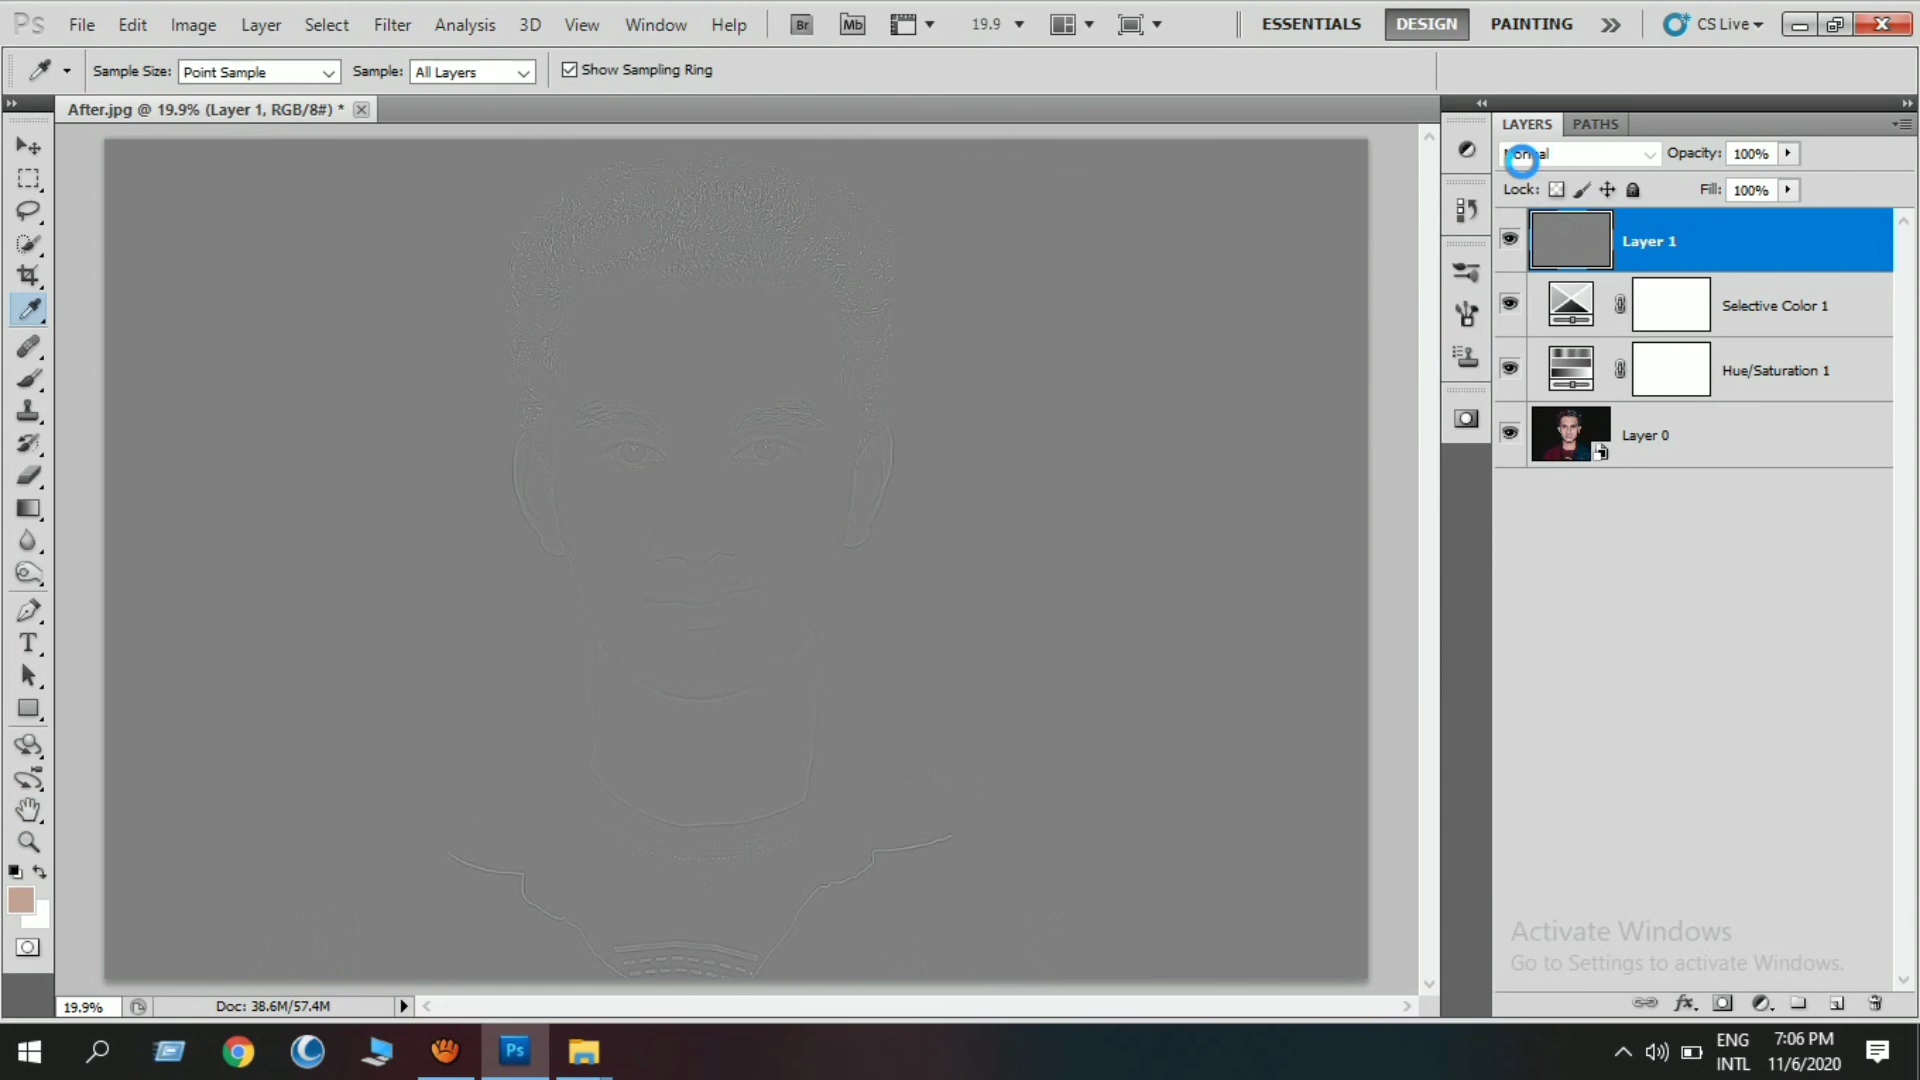 Ps File Edit Image Layer Select Filter Analysis 3D View Window Help Br Mb 19.9 ESSENTIALS DESIGN PAINTING CS Live
Sample Size: Point Sample Sample: All Layers Show Sampling Ring
After.jpg @ 19.9% (Layer 1, RGB/8#) *
LAYERS PATHS
Normal Opacity: 100%
Lock: Fill: 100%
Layer 1
Selective Color 1
Hue/Saturation 1
Layer 0
T
Activate Windows
Go to Settings to activate Windows.
19.9% Doc: 38.6M/57.4M
fx
Ps
ENG 7:06 PM
INTL 11/6/2020